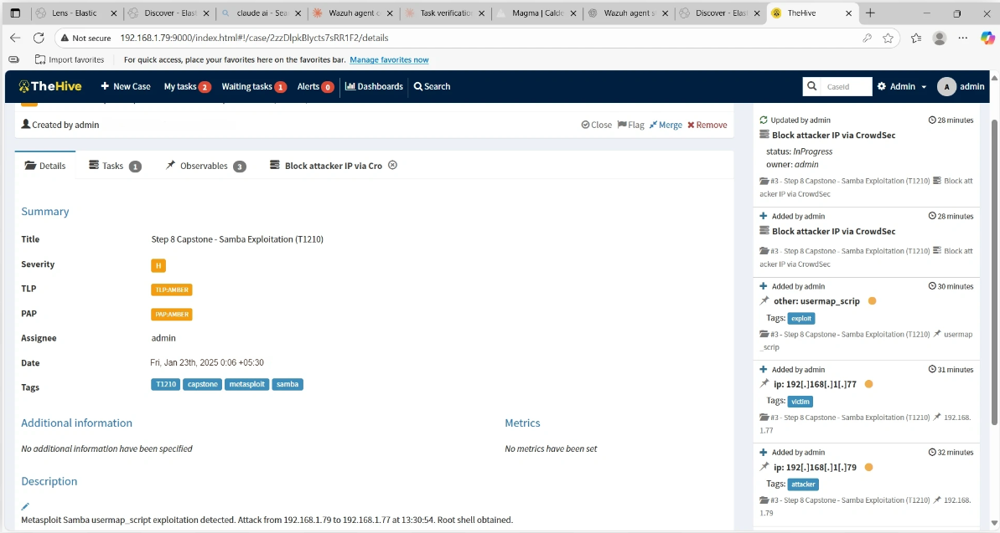 Lens - Elastic
Discover - Elast
claude ai - Sea
Wazuh agent c
Task verification
Magma | Calde
Wazuh agent s
Discover - Elast
TheHive
Not secure 192.168.1.79:9000/index.html#!/case/2zzDlpkBlycts7sRR1F2/details
Import favorites For quick access, place your favorites here on the favorites bar. Manage favorites now
TheHive + New Case My tasks 2 Waiting tasks 1 Alerts 0 Dashboards Search CaseId Admin A admin
Created by admin Close Flag Merge Remove
Details Tasks 1 Observables 3 Block attacker IP via Cro
Summary
Title Step 8 Capstone - Samba Exploitation (T1210)
Severity H
TLP TLP:AMBER
PAP PAP:AMBER
Assignee admin
Date Fri, Jan 23th, 2025 0:06 +05:30
Tags T1210 capstone metasploit samba
Additional information
No additional information have been specified
Metrics
No metrics have been set
Description
Metasploit Samba usermap_script exploitation detected. Attack from 192.168.1.79 to 192.168.1.77 at 13:30:54. Root shell obtained.
Updated by admin 28 minutes
Block attacker IP via CrowdSec
status: InProgress
owner: admin
#3 - Step 8 Capstone - Samba Exploitation (T1210) Block att
acker IP via CrowdSec
+ Added by admin 28 minutes
Block attacker IP via CrowdSec
#3 - Step 8 Capstone - Samba Exploitation (T1210) Block att
acker IP via CrowdSec
+ Added by admin 30 minutes
other: usermap_scrip
Tags: exploit
#3 - Step 8 Capstone - Samba Exploitation (T1210) usermap
_scrip
+ Added by admin 31 minutes
ip: 192[.]168[.]1[.]77
Tags: victim
#3 - Step 8 Capstone - Samba Exploitation (T1210) 192.168.
1.77
+ Added by admin 32 minutes
ip: 192[.]168[.]1[.]79
Tags: attacker
#3 - Step 8 Capstone - Samba Exploitation (T1210) 192.168.
1.79